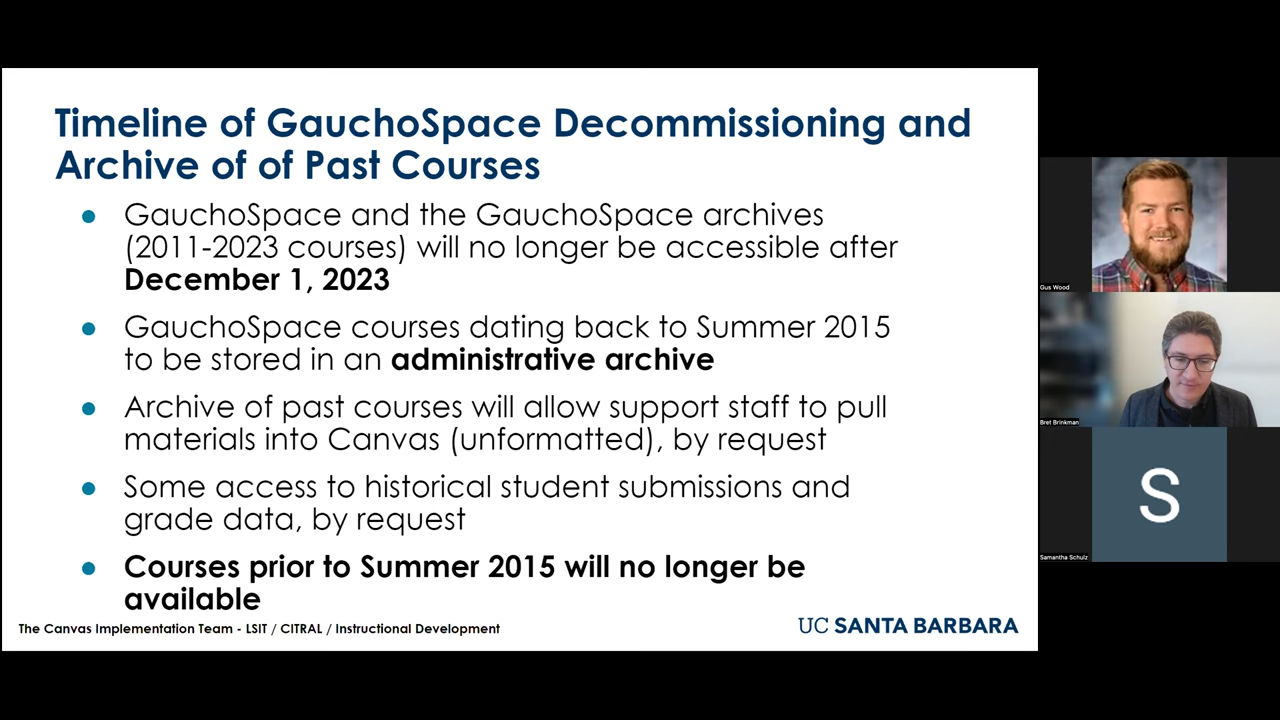 Timeline of GauchoSpace Decommissioning and
Archive of of Past Courses
● GauchoSpace and the GauchoSpace archives
(2011-2023 courses) will no longer be accessible after
December 1, 2023
● GauchoSpace courses dating back to Summer 2015
to be stored in an administrative archive
● Archive of past courses will allow support staff to pull
materials into Canvas (unformatted), by request
● Some access to historical student submissions and
grade data, by request
● Courses prior to Summer 2015 will no longer be
available
The Canvas Implementation Team - LSIT / CITRAL / Instructional Development
UC SANTA BARBARA
Gus Wood
Bret Brinkman
S
Samantha Schulz